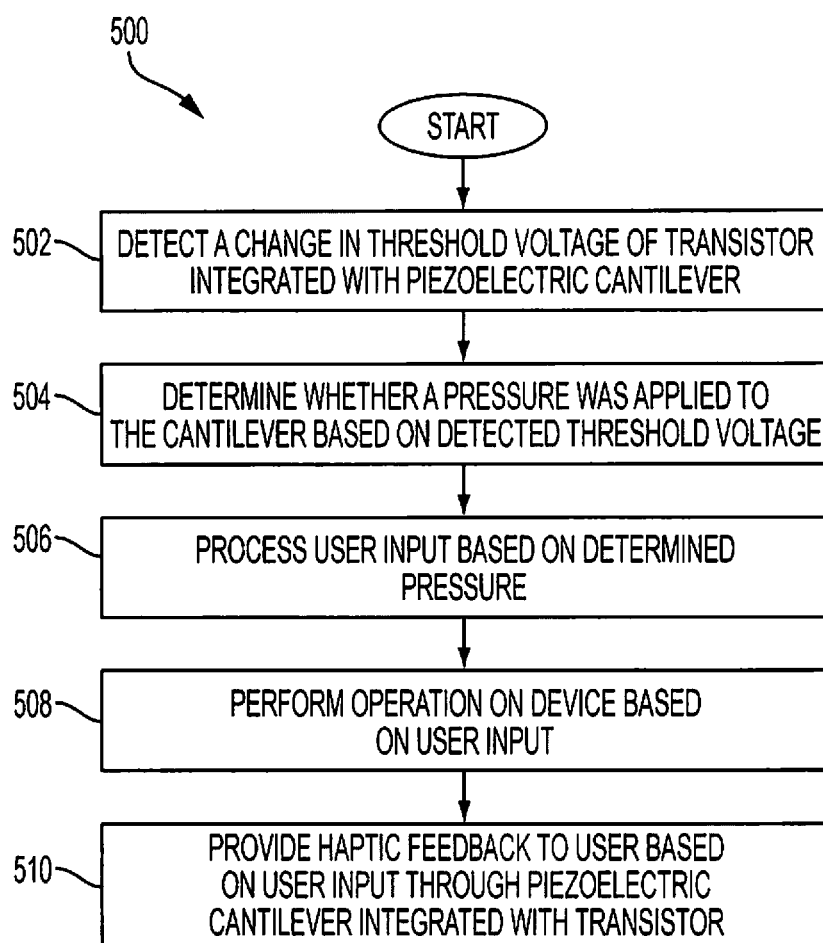 500
START
502
DETECT A CHANGE IN THRESHOLD VOLTAGE OF TRANSISTOR
INTEGRATED WITH PIEZOELECTRIC CANTILEVER
504
DETERMINE WHETHER A PRESSURE WAS APPLIED TO
THE CANTILEVER BASED ON DETECTED THRESHOLD VOLTAGE
506
PROCESS USER INPUT BASED ON DETERMINED
PRESSURE
508
PERFORM OPERATION ON DEVICE BASED
ON USER INPUT
510
PROVIDE HAPTIC FEEDBACK TO USER BASED
ON USER INPUT THROUGH PIEZOELECTRIC
CANTILEVER INTEGRATED WITH TRANSISTOR